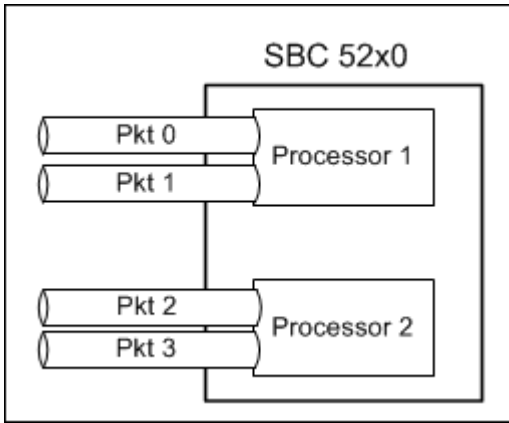 SBC 52x0
Pkt 0
Processor 1
Pkt 1
Pkt 2
Processor 2
Pkt 3